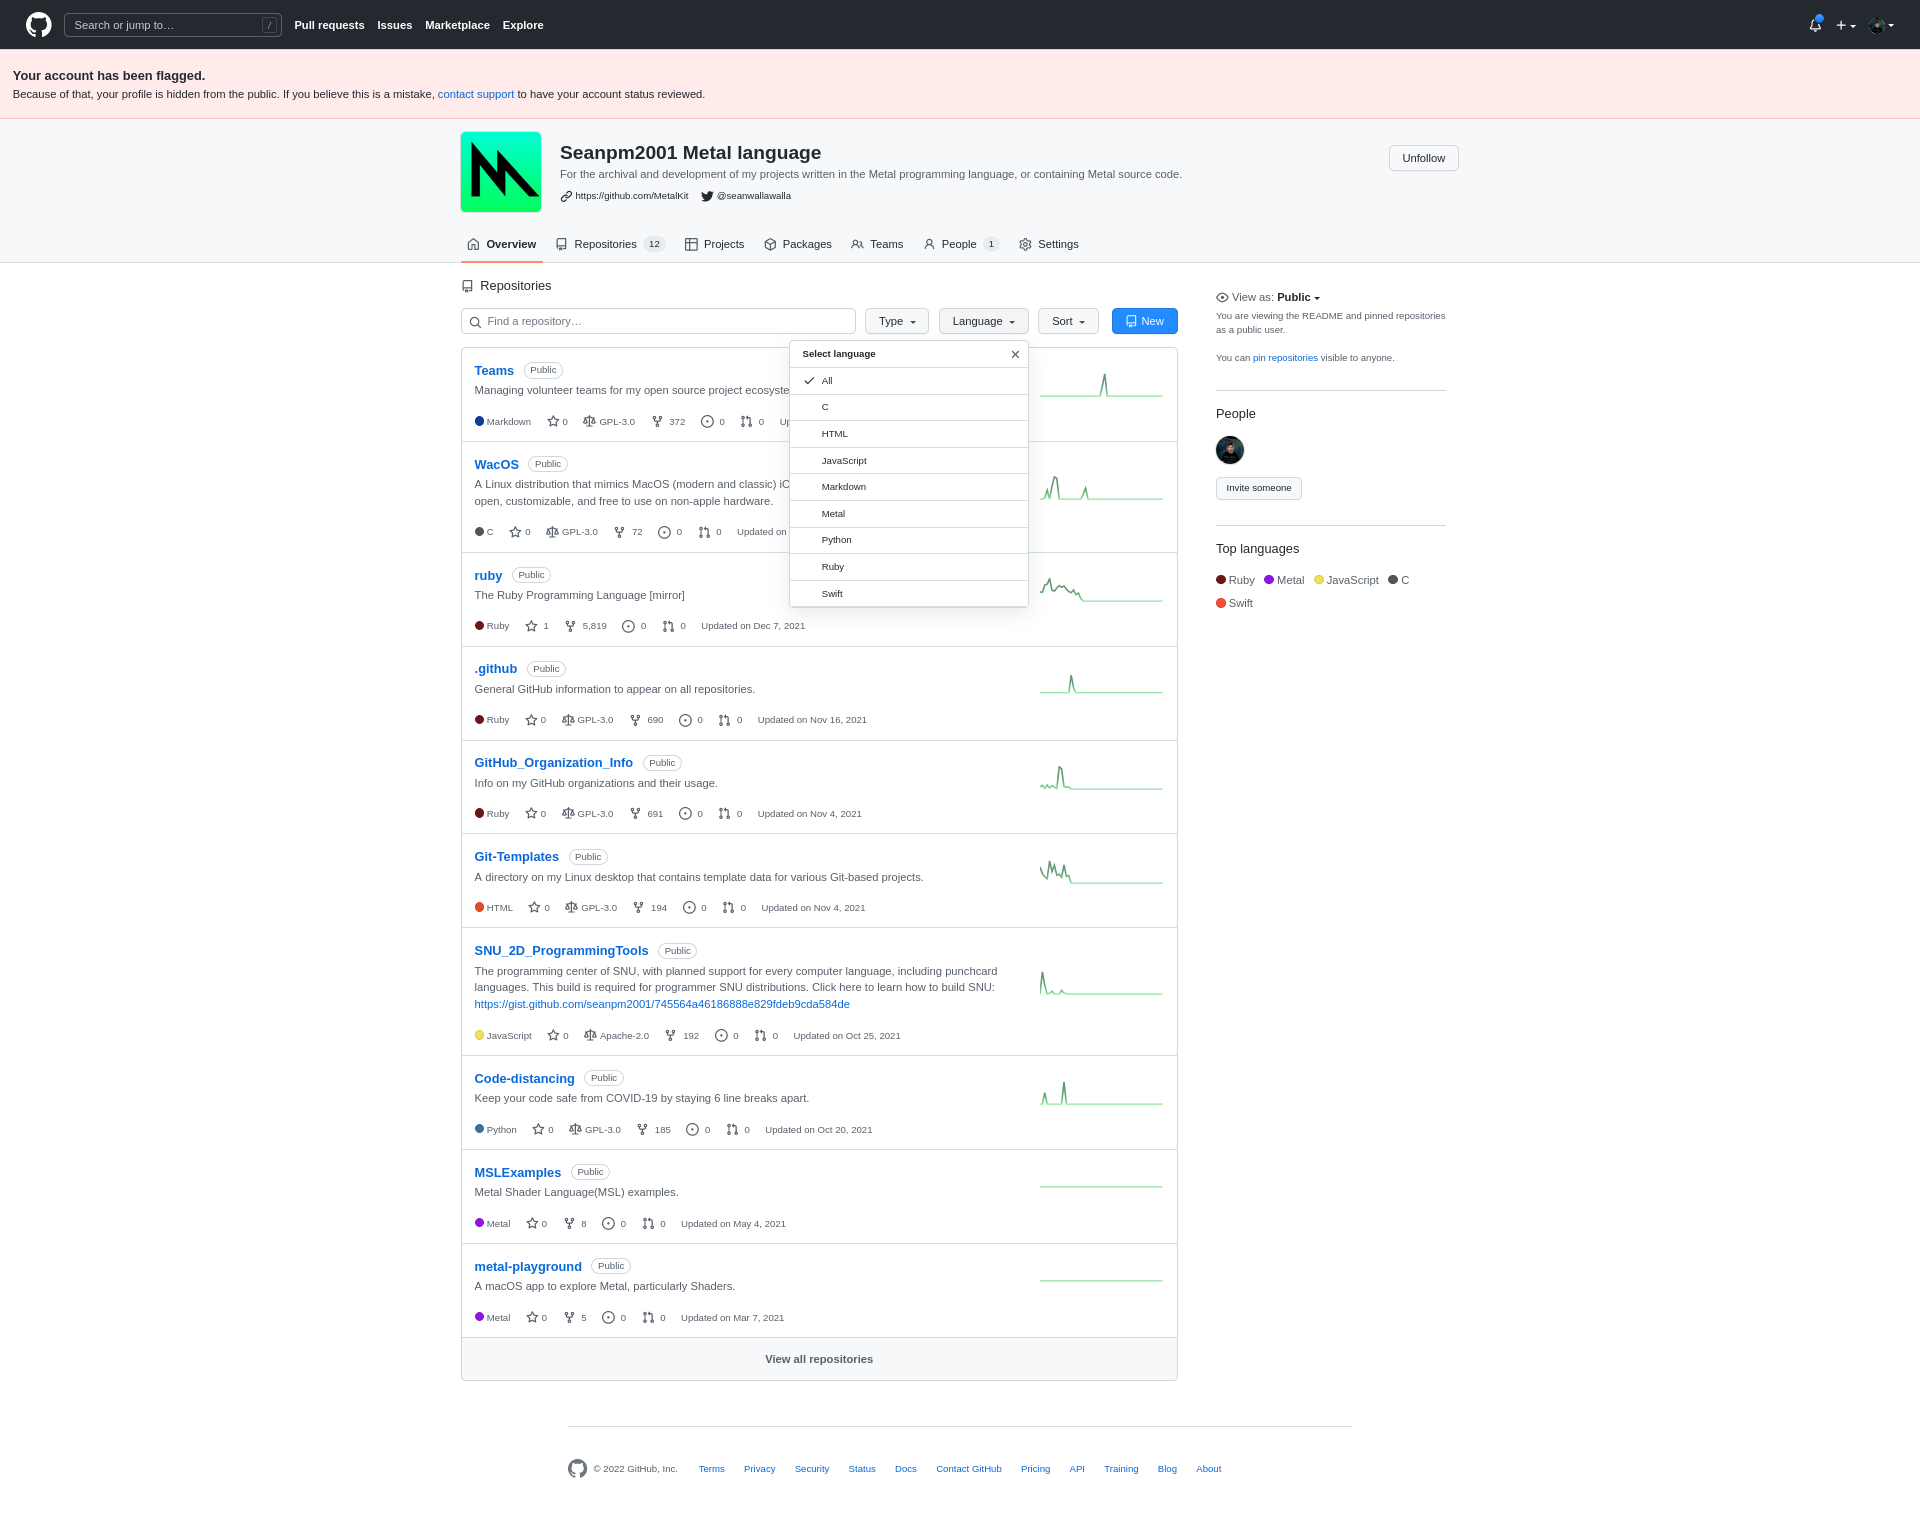 Search or jump to… /
Pull requests Issues Marketplace Explore
Your account has been flagged.
Because of that, your profile is hidden from the public. If you believe this is a mistake, contact support to have your account status reviewed.
Seanpm2001 Metal language
For the archival and development of my projects written in the Metal programming language, or containing Metal source code.
https://github.com/MetalKit @seanwallawalla
Unfollow
Overview Repositories 12 Projects Packages Teams People 1 Settings
Repositories
Find a repository… Type Language Sort New
Select language
All
C
HTML
JavaScript
Markdown
Metal
Python
Ruby
Swift
Teams Public
Managing volunteer teams for my open source project ecosyste
Markdown 0 GPL-3.0 372 0 0 Up
WacOS Public
A Linux distribution that mimics MacOS (modern and classic) iO
open, customizable, and free to use on non-apple hardware.
C 0 GPL-3.0 72 0 0 Updated on
ruby Public
The Ruby Programming Language [mirror]
Ruby 1 5,819 0 0 Updated on Dec 7, 2021
.github Public
General GitHub information to appear on all repositories.
Ruby 0 GPL-3.0 690 0 0 Updated on Nov 16, 2021
GitHub_Organization_Info Public
Info on my GitHub organizations and their usage.
Ruby 0 GPL-3.0 691 0 0 Updated on Nov 4, 2021
Git-Templates Public
A directory on my Linux desktop that contains template data for various Git-based projects.
HTML 0 GPL-3.0 194 0 0 Updated on Nov 4, 2021
SNU_2D_ProgrammingTools Public
The programming center of SNU, with planned support for every computer language, including punchcard
languages. This build is required for programmer SNU distributions. Click here to learn how to build SNU:
https://gist.github.com/seanpm2001/745564a46186888e829fdeb9cda584de
JavaScript 0 Apache-2.0 192 0 0 Updated on Oct 25, 2021
Code-distancing Public
Keep your code safe from COVID-19 by staying 6 line breaks apart.
Python 0 GPL-3.0 185 0 0 Updated on Oct 20, 2021
MSLExamples Public
Metal Shader Language(MSL) examples.
Metal 0 8 0 0 Updated on May 4, 2021
metal-playground Public
A macOS app to explore Metal, particularly Shaders.
Metal 0 5 0 0 Updated on Mar 7, 2021
View all repositories
View as: Public
You are viewing the README and pinned repositories
as a public user.
You can pin repositories visible to anyone.
People
Invite someone
Top languages
Ruby Metal JavaScript C
Swift
© 2022 GitHub, Inc. Terms Privacy Security Status Docs Contact GitHub Pricing API Training Blog About